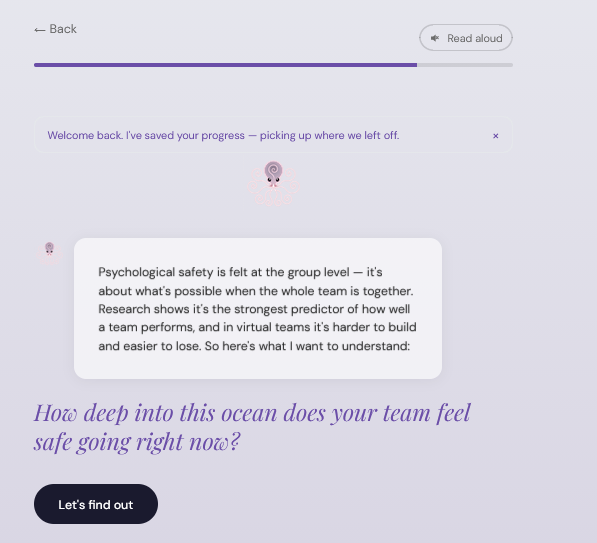 ← Back
Read aloud
Welcome back. I've saved your progress — picking up where we left off.
×
Psychological safety is felt at the group level — it's
about what's possible when the whole team is together.
Research shows it's the strongest predictor of how well
a team performs, and in virtual teams it's harder to build
and easier to lose. So here's what I want to understand:
How deep into this ocean does your team feel
safe going right now?
Let's find out